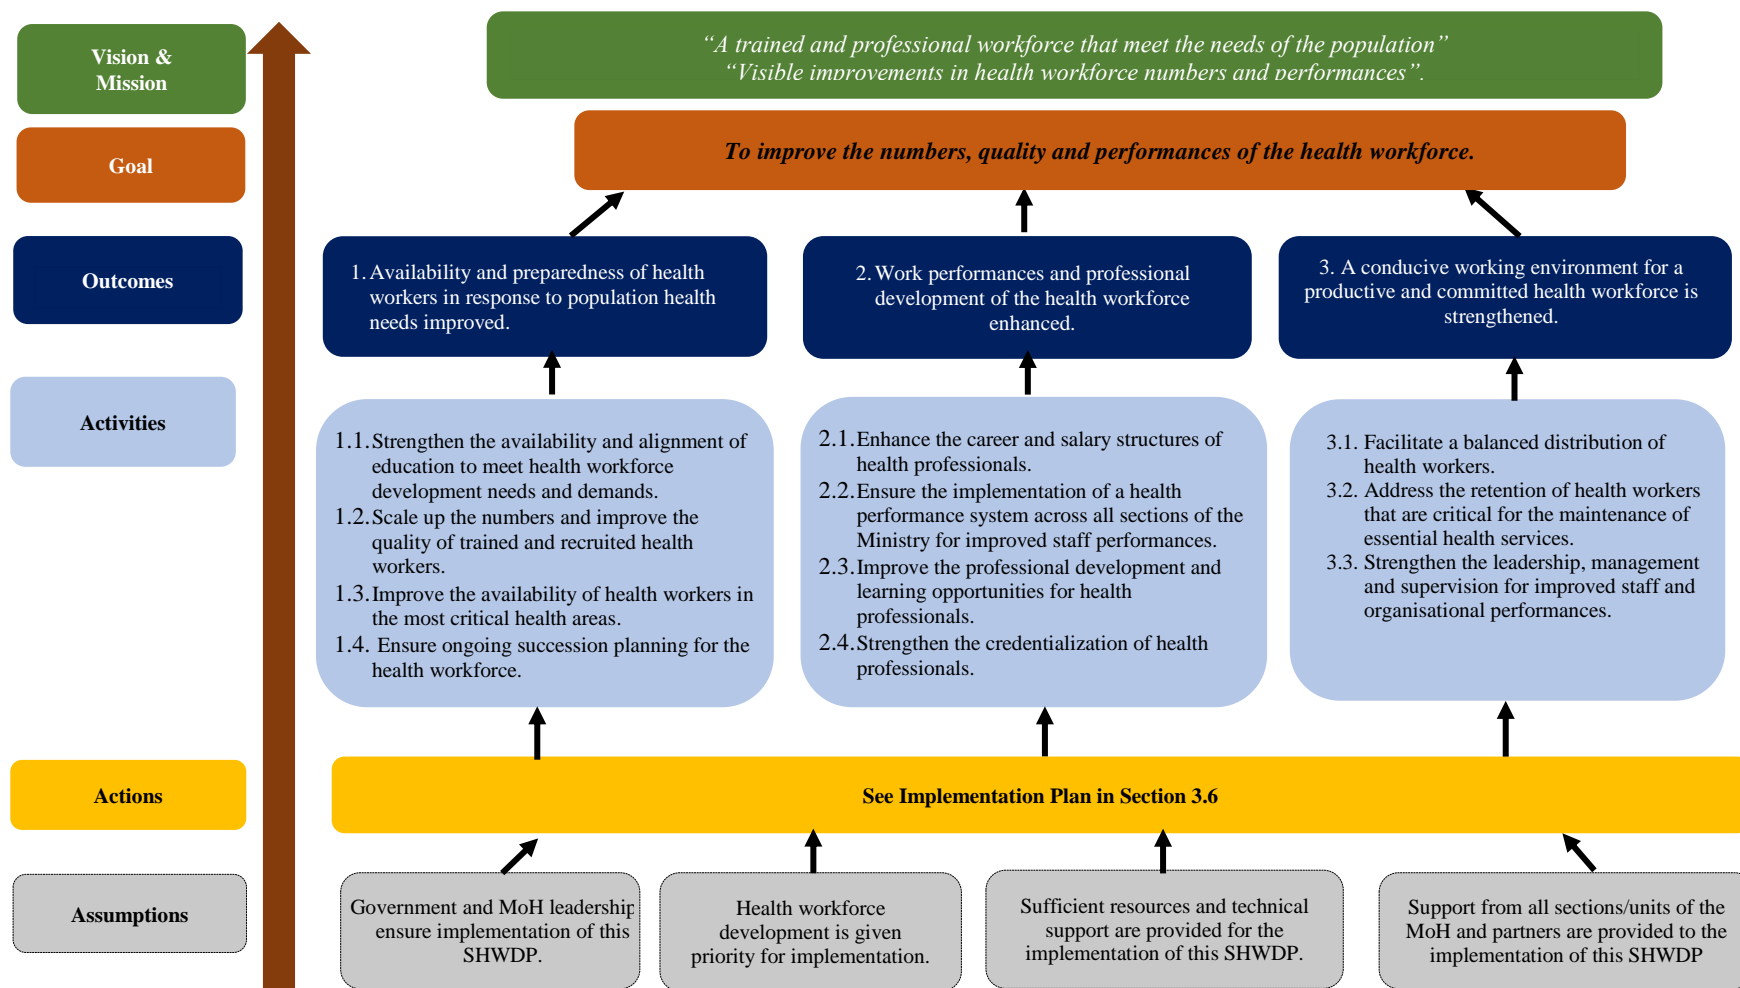 Vision &
Mission
“A trained and professional workforce that meet the needs of the population”
“Visible improvements in health workforce numbers and performances”.
Goal
To improve the numbers, quality and performances of the health workforce.
Outcomes
1. Availability and preparedness of health
workers in response to population health
needs improved.
2. Work performances and professional
development of the health workforce
enhanced.
3. A conducive working environment for a
productive and committed health workforce is
strengthened.
Activities
1.1. Strengthen the availability and alignment of
education to meet health workforce
development needs and demands.
1.2. Scale up the numbers and improve the
quality of trained and recruited health
workers.
1.3. Improve the availability of health workers in
the most critical health areas.
1.4. Ensure ongoing succession planning for the
health workforce.
2.1. Enhance the career and salary structures of
health professionals.
2.2. Ensure the implementation of a health
performance system across all sections of the
Ministry for improved staff performances.
2.3. Improve the professional development and
learning opportunities for health
professionals.
2.4. Strengthen the credentialization of health
professionals.
3.1. Facilitate a balanced distribution of
health workers.
3.2. Address the retention of health workers
that are critical for the maintenance of
essential health services.
3.3. Strengthen the leadership, management
and supervision for improved staff and
organisational performances.
Actions
See Implementation Plan in Section 3.6
Assumptions
Government and MoH leadership
ensure implementation of this
SHWDP.
Health workforce
development is given
priority for implementation.
Sufficient resources and technical
support are provided for the
implementation of this SHWDP.
Support from all sections/units of the
MoH and partners are provided to the
implementation of this SHWDP